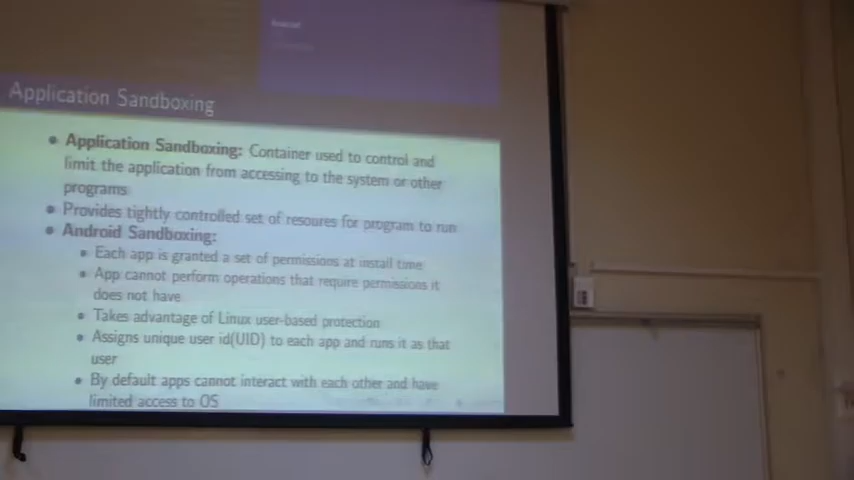 Application Sandboxing
• Application Sandboxing: Container used to control and
limit the application from accessing to the system or other
programs
• Provides tightly controlled set of resoures for program to run
• Android Sandboxing:
• Each app is granted a set of permissions at install time
• App cannot perform operations that require permissions it
does not have
• Takes advantage of Linux user-based protection
• Assigns unique user id(UID) to each app and runs it as that
user
• By default apps cannot interact with each other and have
limited access to OS